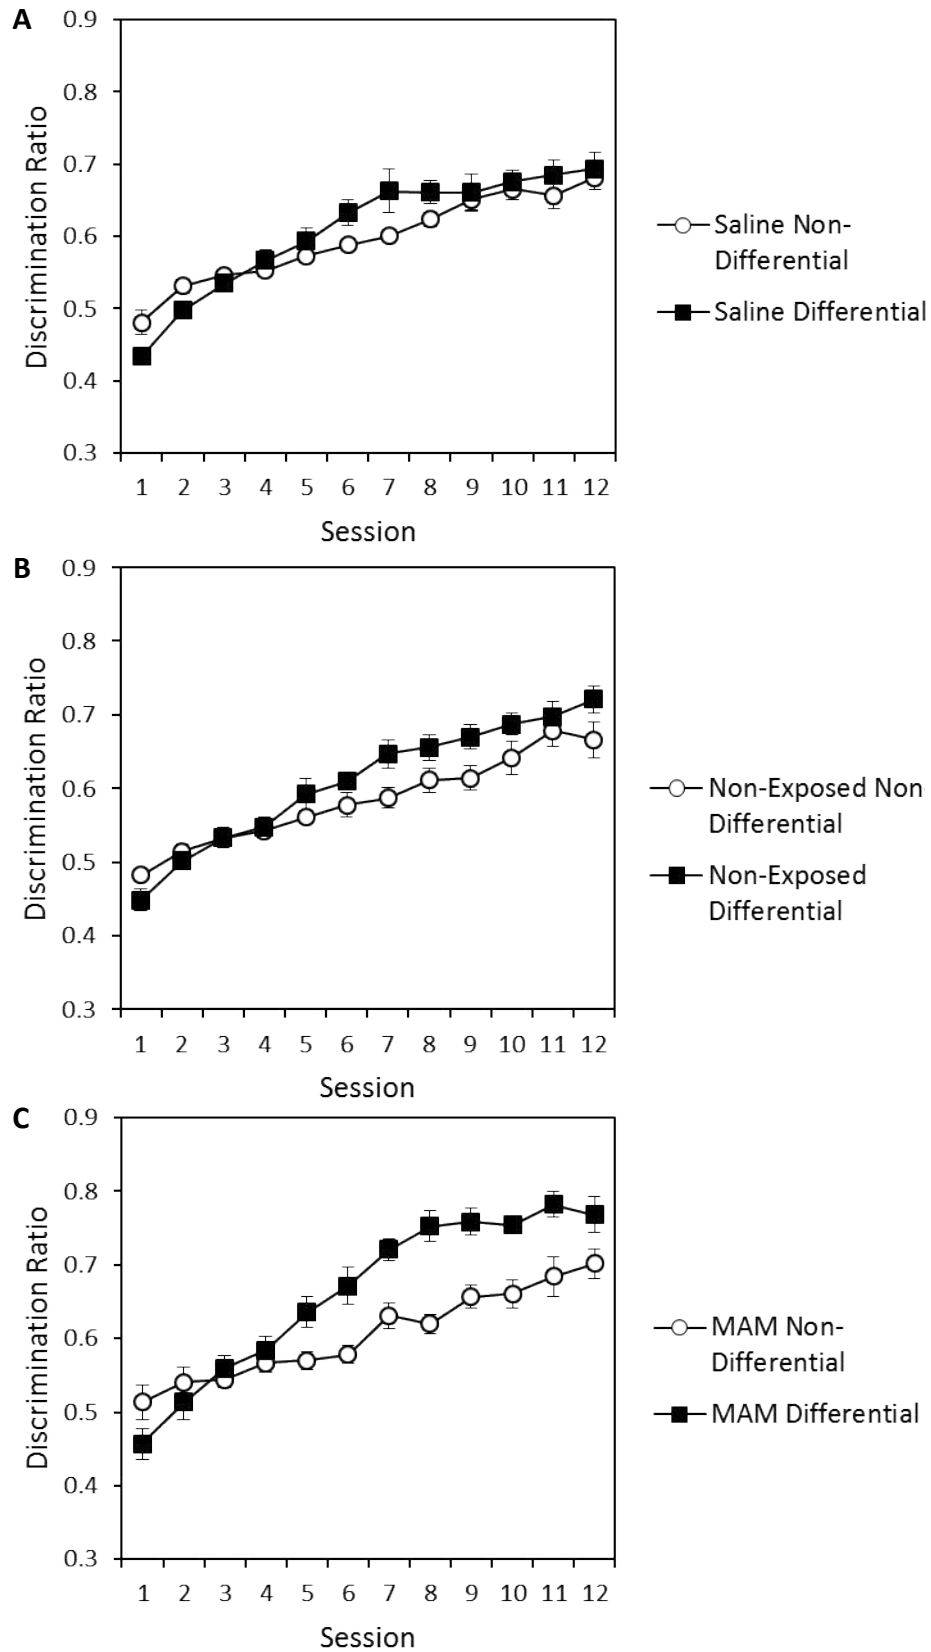 A
0.9
0.8
0.7
0.6
0.5
0.4
0.3
Discrimination Ratio
1 2 3 4 5 6 7 8 9 10 11 12
Session
Saline Non-
Differential
Saline Differential
B
0.9
0.8
0.7
0.6
0.5
0.4
0.3
Discrimination Ratio
1 2 3 4 5 6 7 8 9 10 11 12
Session
Non-Exposed Non-
Differential
Non-Exposed
Differential
C
0.9
0.8
0.7
0.6
0.5
0.4
0.3
Discrimination Ratio
1 2 3 4 5 6 7 8 9 10 11 12
Session
MAM Non-
Differential
MAM Differential